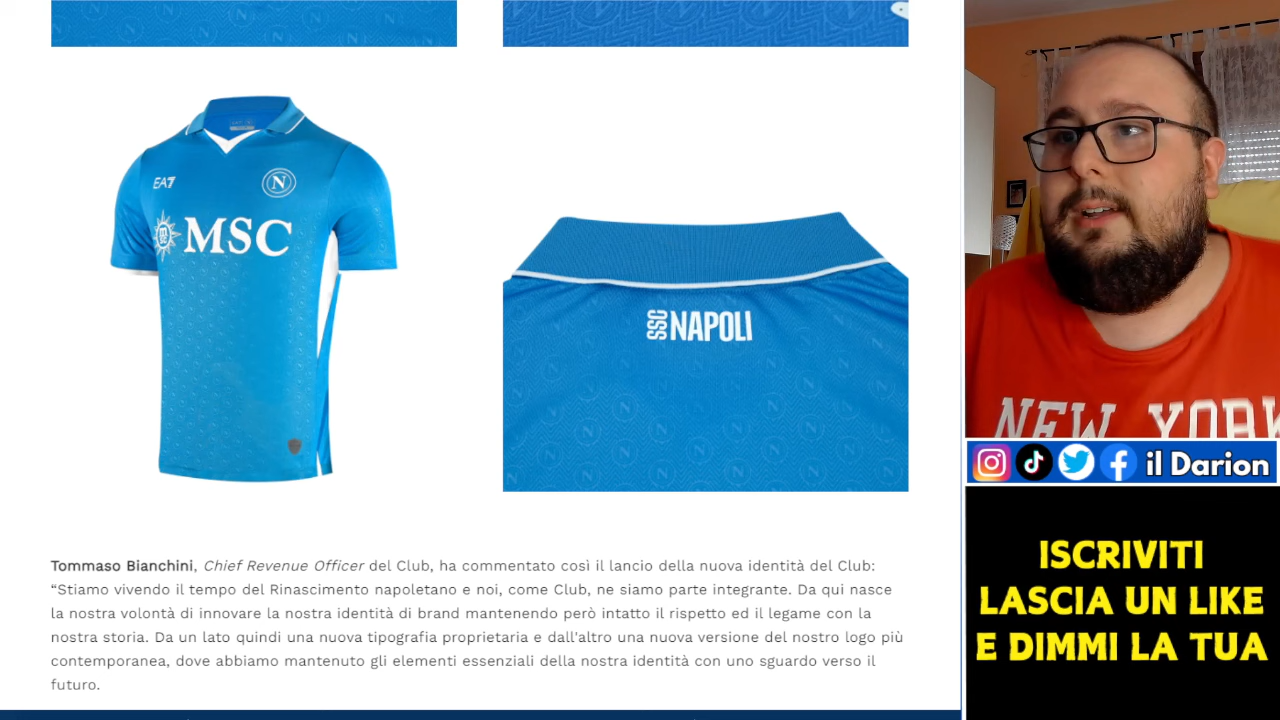 EA7
N
MSC
SSC NAPOLI
Tommaso Bianchini, Chief Revenue Officer del Club, ha commentato così il lancio della nuova identità del Club:
“Stiamo vivendo il tempo del Rinascimento napoletano e noi, come Club, ne siamo parte integrante. Da qui nasce
la nostra volontà di innovare la nostra identità di brand mantenendo però intatto il rispetto ed il legame con la
nostra storia. Da un lato quindi una nuova tipografia proprietaria e dall'altro una nuova versione del nostro logo più
contemporanea, dove abbiamo mantenuto gli elementi essenziali della nostra identità con uno sguardo verso il
futuro.
NEW YORK
il Darion
ISCRIVITI
LASCIA UN LIKE
E DIMMI LA TUA